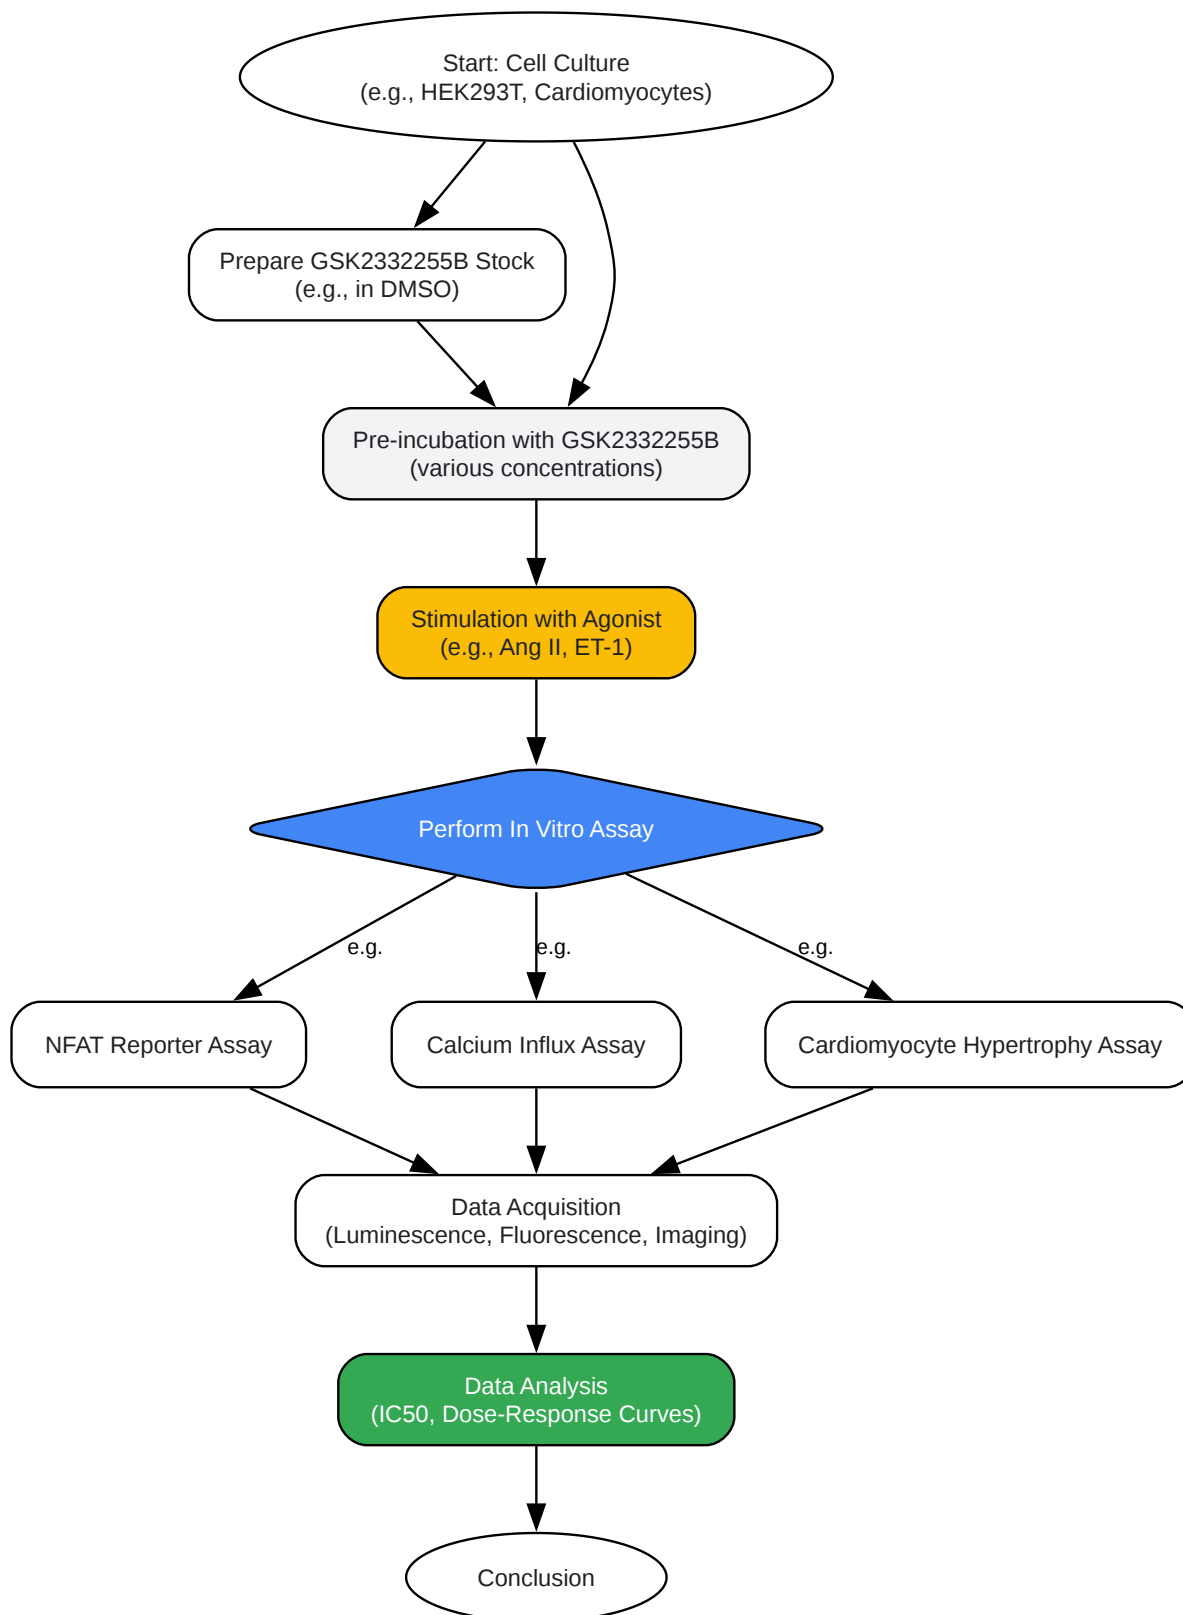 Start: Cell Culture
(e.g., HEK293T, Cardiomyocytes)
Prepare GSK2332255B Stock
(e.g., in DMSO)
Pre-incubation with GSK2332255B
(various concentrations)
Stimulation with Agonist
(e.g., Ang II, ET-1)
Perform In Vitro Assay
e.g.
e.g.
e.g.
NFAT Reporter Assay
Calcium Influx Assay
Cardiomyocyte Hypertrophy Assay
Data Acquisition
(Luminescence, Fluorescence, Imaging)
Data Analysis
(IC50, Dose-Response Curves)
Conclusion